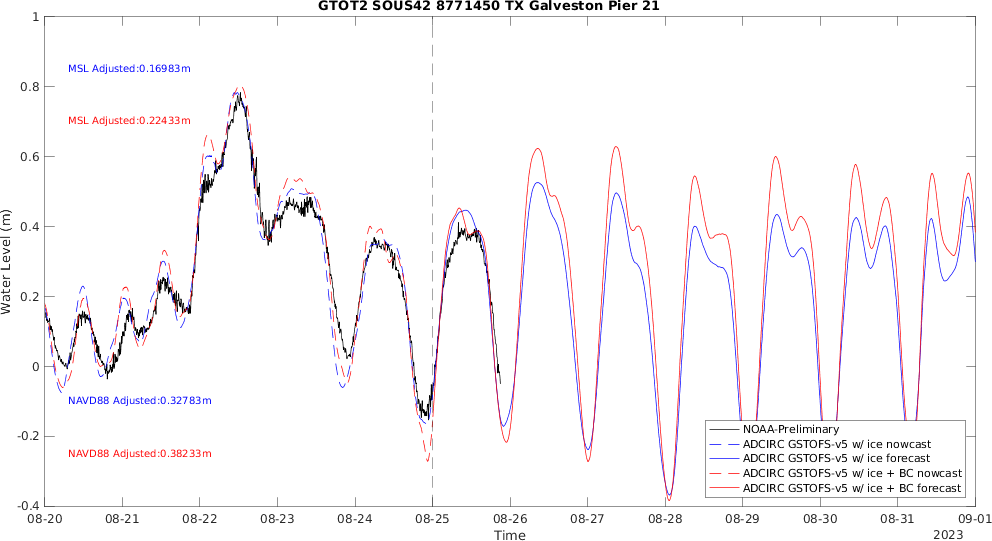 GTOT2 SOUS42 8771450 TX Galveston Pier 21
1
0.8
0.6
0.4
0.2
0
-0.2
-0.4
Water Level (m)
MSL Adjusted:0.16983m
MSL Adjusted:0.22433m
NAVD88 Adjusted:0.32783m
NAVD88 Adjusted:0.38233m
NOAA-Preliminary
ADCIRC GSTOFS-v5 w/ ice nowcast
ADCIRC GSTOFS-v5 w/ ice forecast
ADCIRC GSTOFS-v5 w/ ice + BC nowcast
ADCIRC GSTOFS-v5 w/ ice + BC forecast
08-20 08-21 08-22 08-23 08-24 08-25 08-26 08-27 08-28 08-29 08-30 08-31 09-01
Time
2023